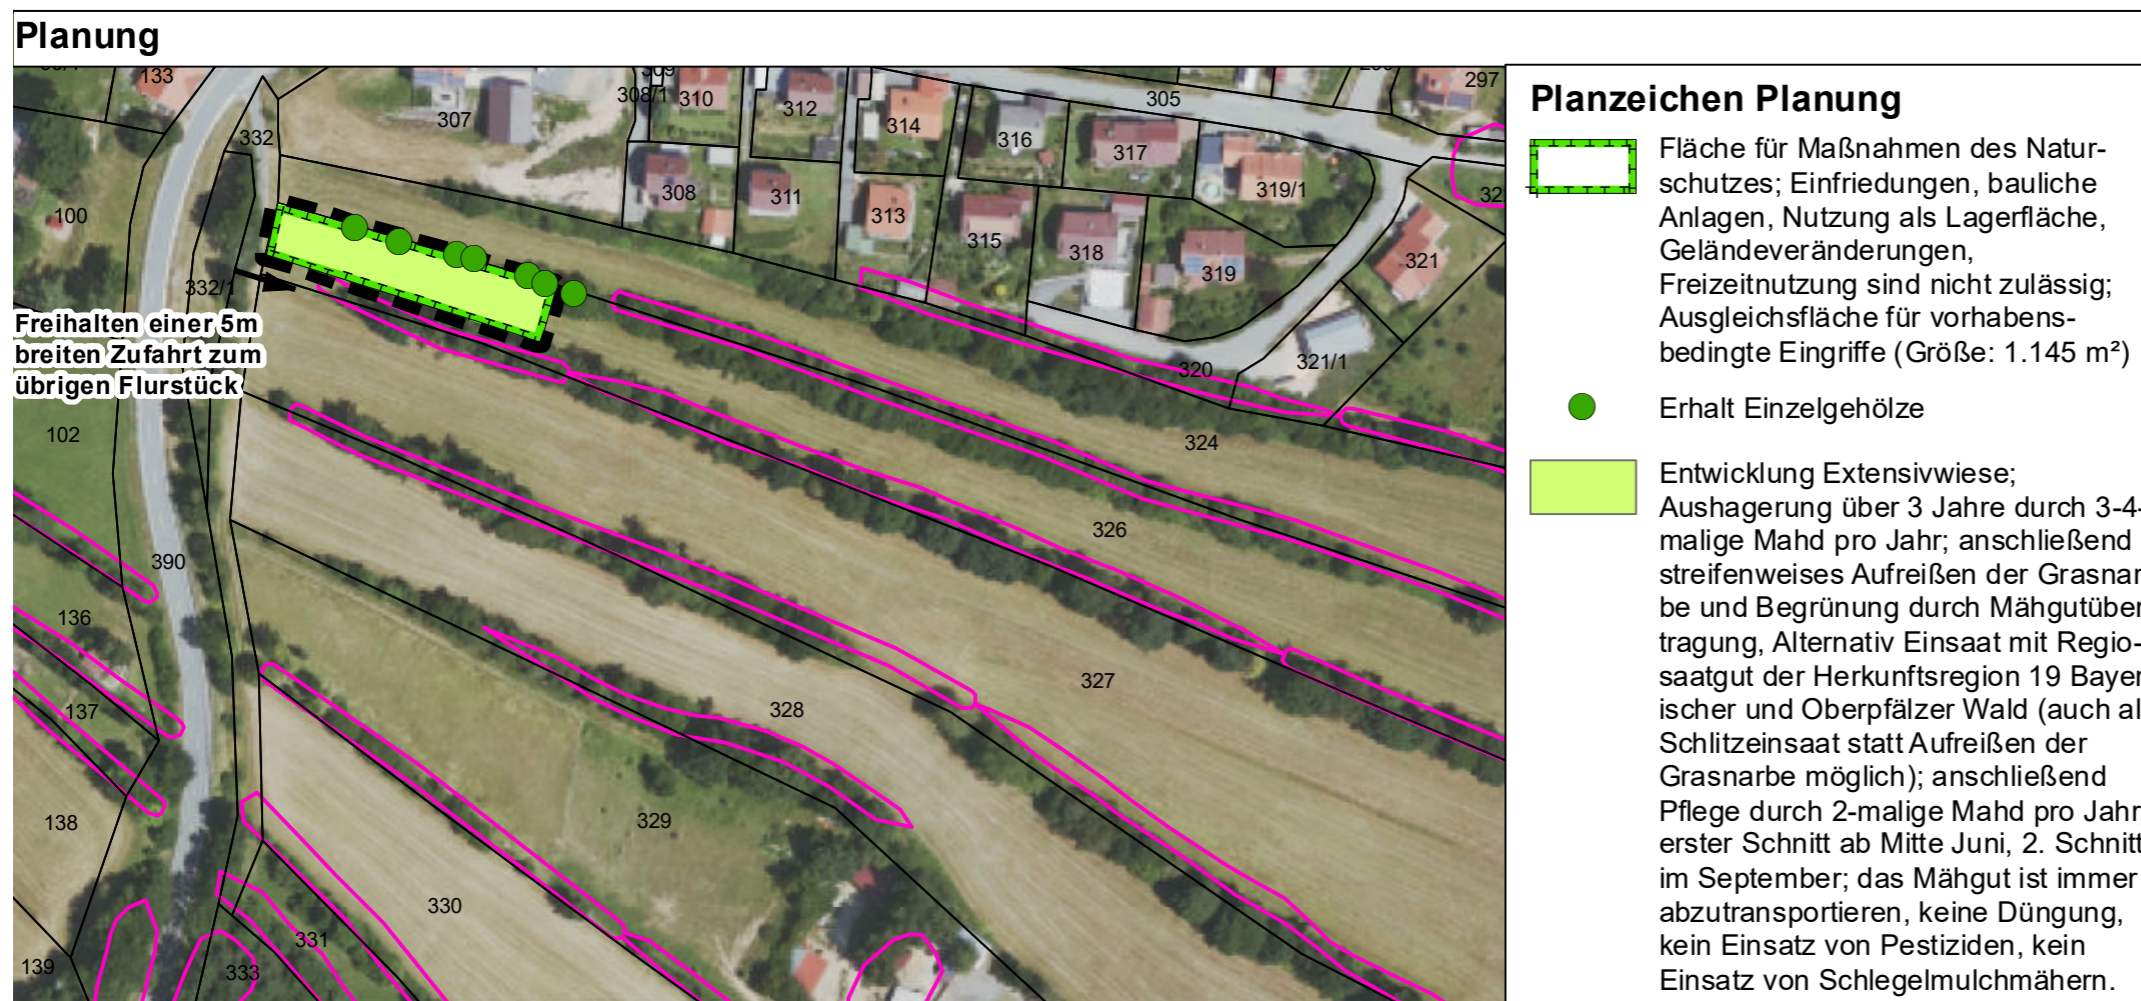 Planung
133
309
308/1
310
312
314
316
317
305
297
307
332
308
311
313
315
318
319/1
319
321
100
332/1
Freihalten einer 5m
breiten Zufahrt zum
übrigen Flurstück
320
321/1
324
102
326
390
136
327
137
328
138
329
330
331
139
333
Planzeichen Planung
Fläche für Maßnahmen des Natur-
schutzes; Einfriedungen, bauliche
Anlagen, Nutzung als Lagerfläche,
Geländeveränderungen,
Freizeitnutzung sind nicht zulässig;
Ausgleichsfläche für vorhabens-
bedingte Eingriffe (Größe: 1.145 m²)
Erhalt Einzelgehölze
Entwicklung Extensivwiese;
Aushagerung über 3 Jahre durch 3-4-
malige Mahd pro Jahr; anschließend
streifenweises Aufreißen der Grasnar
be und Begrünung durch Mähgutüber
tragung, Alternativ Einsaat mit Regio-
saatgut der Herkunftsregion 19 Bayer
ischer und Oberpfälzer Wald (auch al
Schlitzeinsaat statt Aufreißen der
Grasnarbe möglich); anschließend
Pflege durch 2-malige Mahd pro Jahr
erster Schnitt ab Mitte Juni, 2. Schnitt
im September; das Mähgut ist immer
abzutransportieren, keine Düngung,
kein Einsatz von Pestiziden, kein
Einsatz von Schlegelmulchmähern.